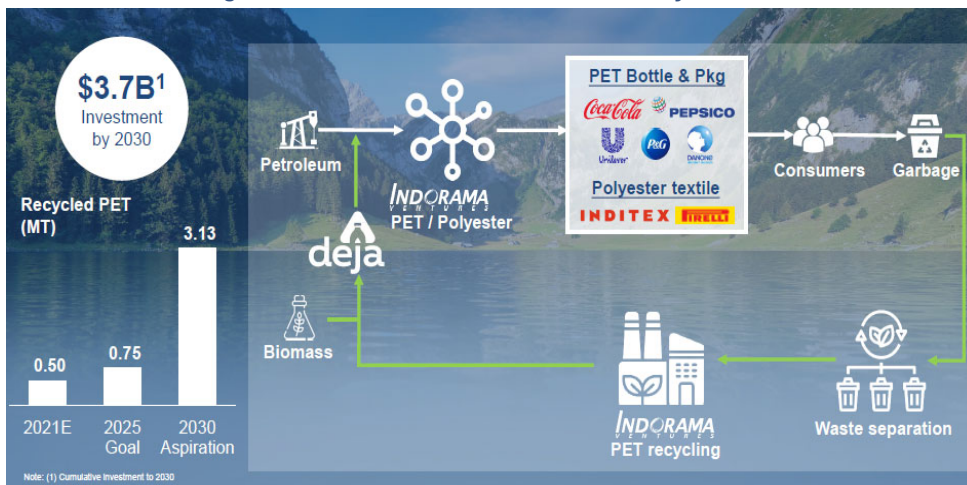 $3.7B1
Investment
by 2030
Recycled PET
(MT)
0.50
0.75
3.13
2021E
2025
Goal
2030
Aspiration
Note: (1) Cumulative Investment to 2030
Petroleum
INDORAMA
VENTURES
PET / Polyester
deja
Biomass
PET Bottle & Pkg
Coca-Cola
PEPSICO
Unilever
P&G
DANONE
Polyester textile
INDITEX
PIRELLI
Consumers
Garbage
Waste separation
INDORAMA
VENTURES
PET recycling